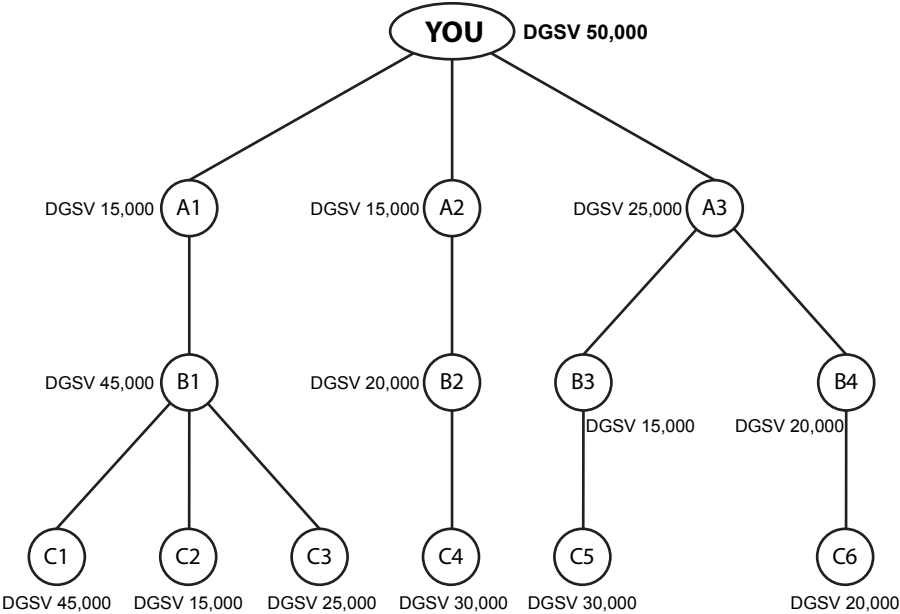 YOU DGSV 50,000
DGSV 15,000 A1 DGSV 15,000 A2 DGSV 25,000 A3
DGSV 45,000 B1 DGSV 20,000 B2 B3 B4
DGSV 15,000 DGSV 20,000
C1 C2 C3 C4 C5 C6
DGSV 45,000 DGSV 15,000 DGSV 25,000 DGSV 30,000 DGSV 30,000 DGSV 20,000